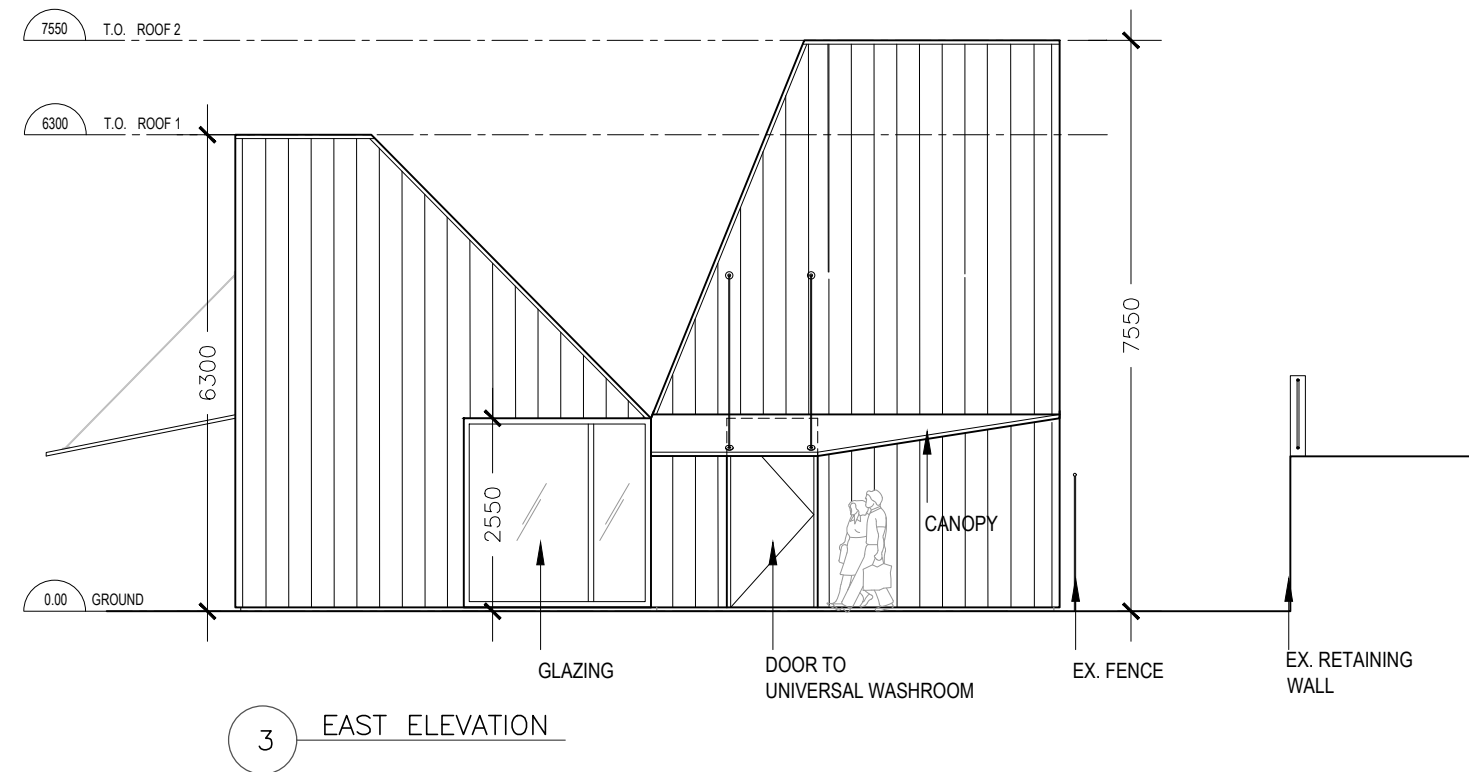 7550 T.O. ROOF 2
6300 T.O. ROOF 1
6300
7550
2550
CANOPY
0.00 GROUND
GLAZING
DOOR TO
UNIVERSAL WASHROOM
EX. FENCE
EX. RETAINING
WALL
3 EAST ELEVATION